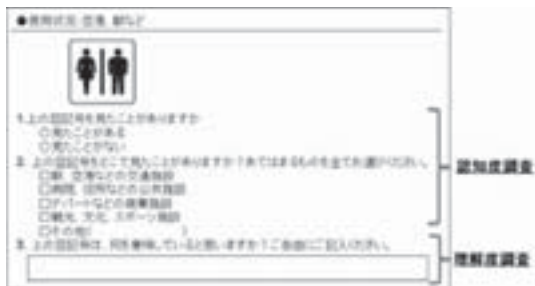 ●使用状況:空港、駅など
1.上の図記号を見たことがありますか
○見たことがある
○見たことがない
2.上の図記号をどこで見たことがありますか？あてはまるものを全てお選びください。
□駅、空港などの交通施設
□病院、役所などの公共施設
□デパートなどの商業施設
□観光、文化、スポーツ施設
□その他( )
認知度調査
3.上の図記号は、何を意味していると思いますか？ご自由にご記入ください。
理解度調査